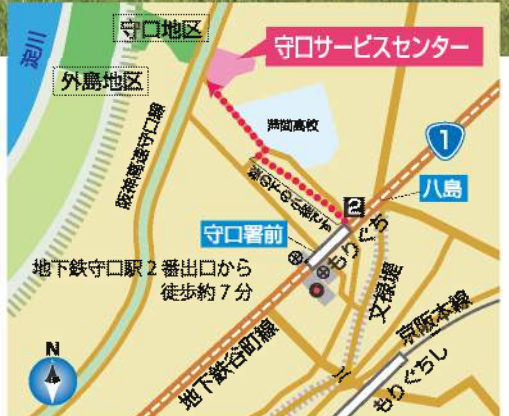 淀川
守口地区
外島地区
守口サービスセンター
阪神高速守口線
1
2
八島
守口署前
もりぐち
地下鉄守口駅2番出口から
徒歩約7分
文禄堤
京阪本線
もりぐちし
地下鉄谷町線
N